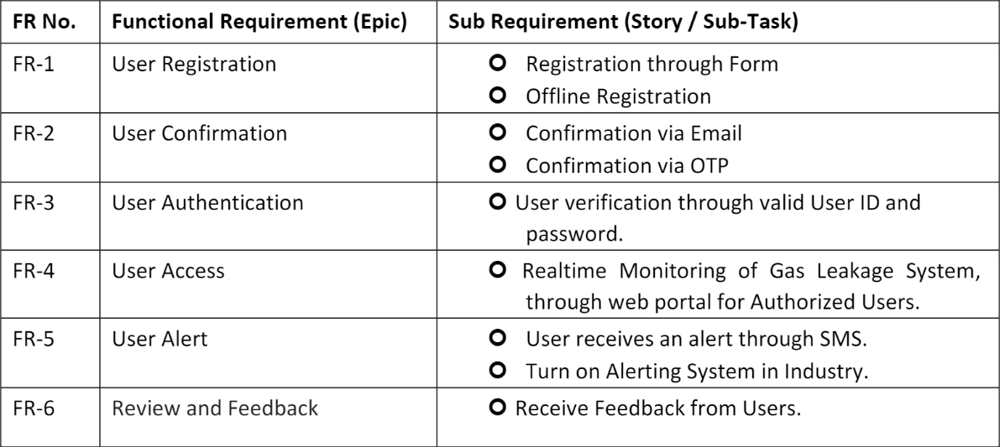 FR No. Functional Requirement (Epic) Sub Requirement (Story / Sub-Task)
FR-1 User Registration Registration through Form
Offline Registration
FR-2 User Confirmation Confirmation via Email
Confirmation via OTP
FR-3 User Authentication User verification through valid User ID and
password.
FR-4 User Access Realtime Monitoring of Gas Leakage System,
through web portal for Authorized Users.
FR-5 User Alert User receives an alert through SMS.
Turn on Alerting System in Industry.
FR-6 Review and Feedback Receive Feedback from Users.